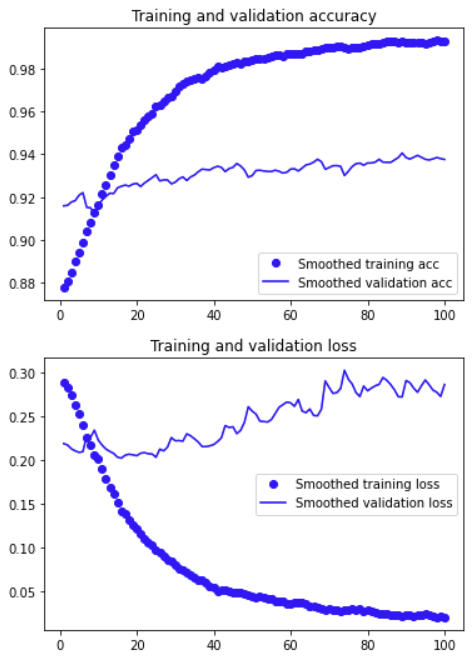 Training and validation accuracy
0.98
0.96
0.94
0.92
0.90
0.88
Smoothed training acc
Smoothed validation acc
0 20 40 60 80 100
Training and validation loss
0.30
0.25
0.20
0.15
0.10
0.05
Smoothed training loss
Smoothed validation loss
0 20 40 60 80 100